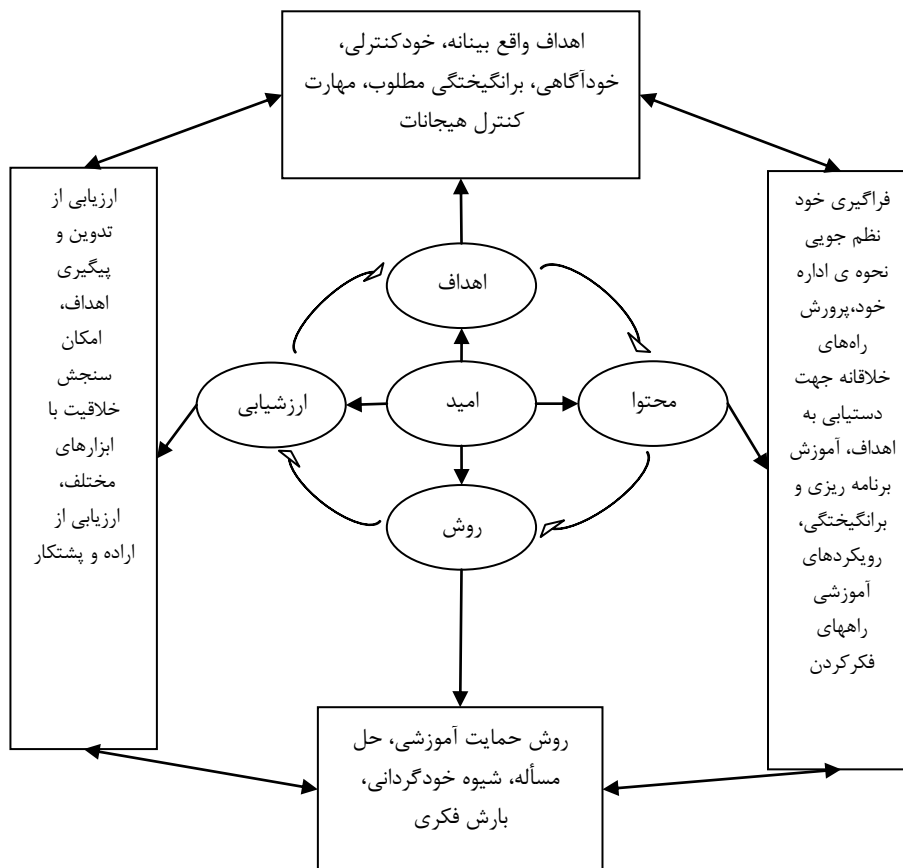 اهداف واقع بینانه، خودکنترلی،
خودآگاهی، برانگیختگی مطلوب، مهارت
کنترل هیجانات
فراگیری خود
نظم جویی
نحوه ی اداره
خود،پرورش
راه‌های
خلاقانه جهت
دستیابی به
اهداف، آموزش
برنامه ریزی و
برانگیختگی،
رویکردهای
آموزشی
راههای
فکرکردن
ارزیابی از
تدوین و
پیگیری
اهداف،
امکان
سنجش
خلاقیت با
ابزارهای
مختلف،
ارزیابی از
اراده و پشتکار
اهداف
محتوا
امید
ارزشیابی
روش
روش حمایت آموزشی، حل
مسأله، شیوه خودگردانی،
بارش فکری